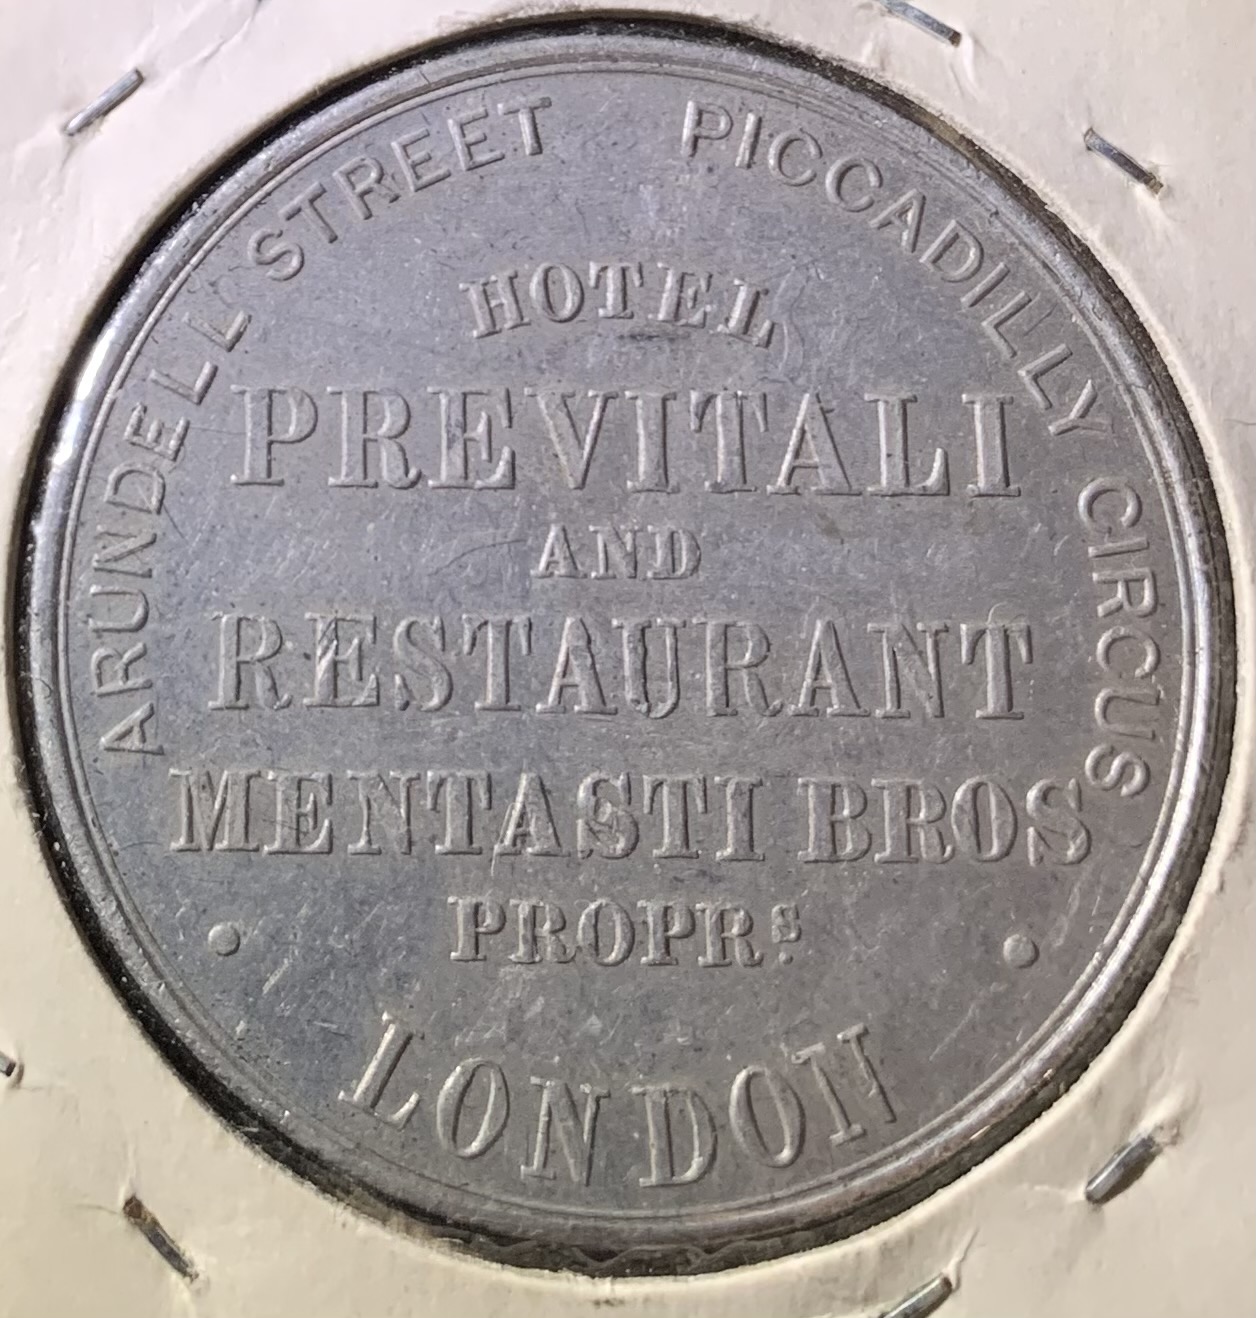 ARUNDELL STREET PICCADILLY CIRCUS
HOTEL
PREVITALI
AND
RESTAURANT
MENTASTI BROS
PROPRS
LONDON